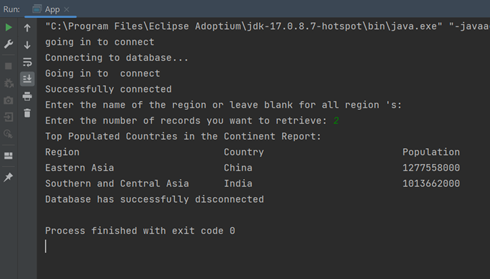 Run: App
"C:\Program Files\Eclipse Adoptium\jdk-17.0.8.7-hotspot\bin\java.exe" "-javaa
going in to connect
Connecting to database...
Going in to  connect
Successfully connected
Enter the name of the region or leave blank for all region 's:
Enter the number of records you want to retrieve: 2
Top Populated Countries in the Continent Report:
Region Country Population
Eastern Asia China 1277558000
Southern and Central Asia India 1013662000
Database has successfully disconnected
Process finished with exit code 0